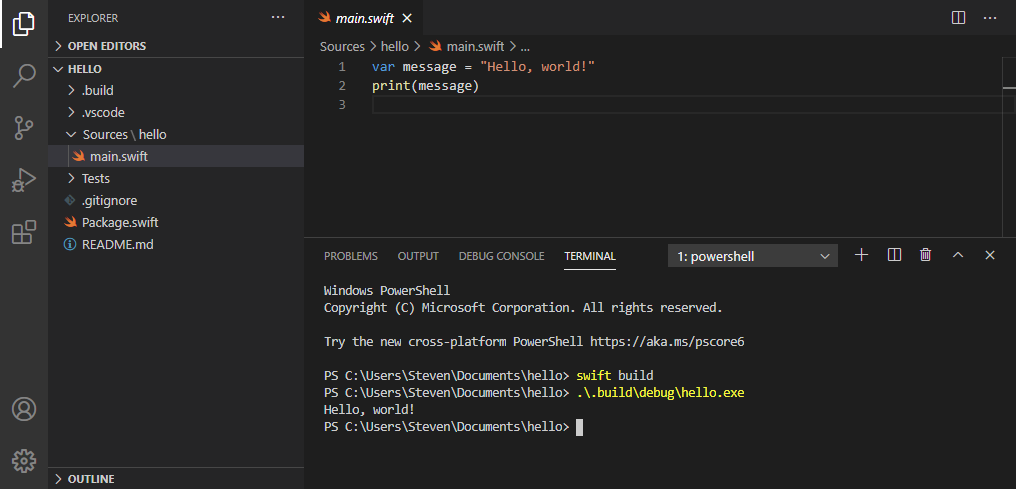 EXPLORER
OPEN EDITORS
HELLO
.build
.vscode
Sources\hello
main.swift
Tests
.gitignore
Package.swift
README.md
OUTLINE
main.swift
Sources > hello > main.swift > ...
1 var message = "Hello, world!"
2 print(message)
3
PROBLEMS OUTPUT DEBUG CONSOLE TERMINAL 1: powershell
Windows PowerShell
Copyright (C) Microsoft Corporation. All rights reserved.
Try the new cross-platform PowerShell https://aka.ms/pscore6
PS C:\Users\Steven\Documents\hello> swift build
PS C:\Users\Steven\Documents\hello> .\.build\debug\hello.exe
Hello, world!
PS C:\Users\Steven\Documents\hello>